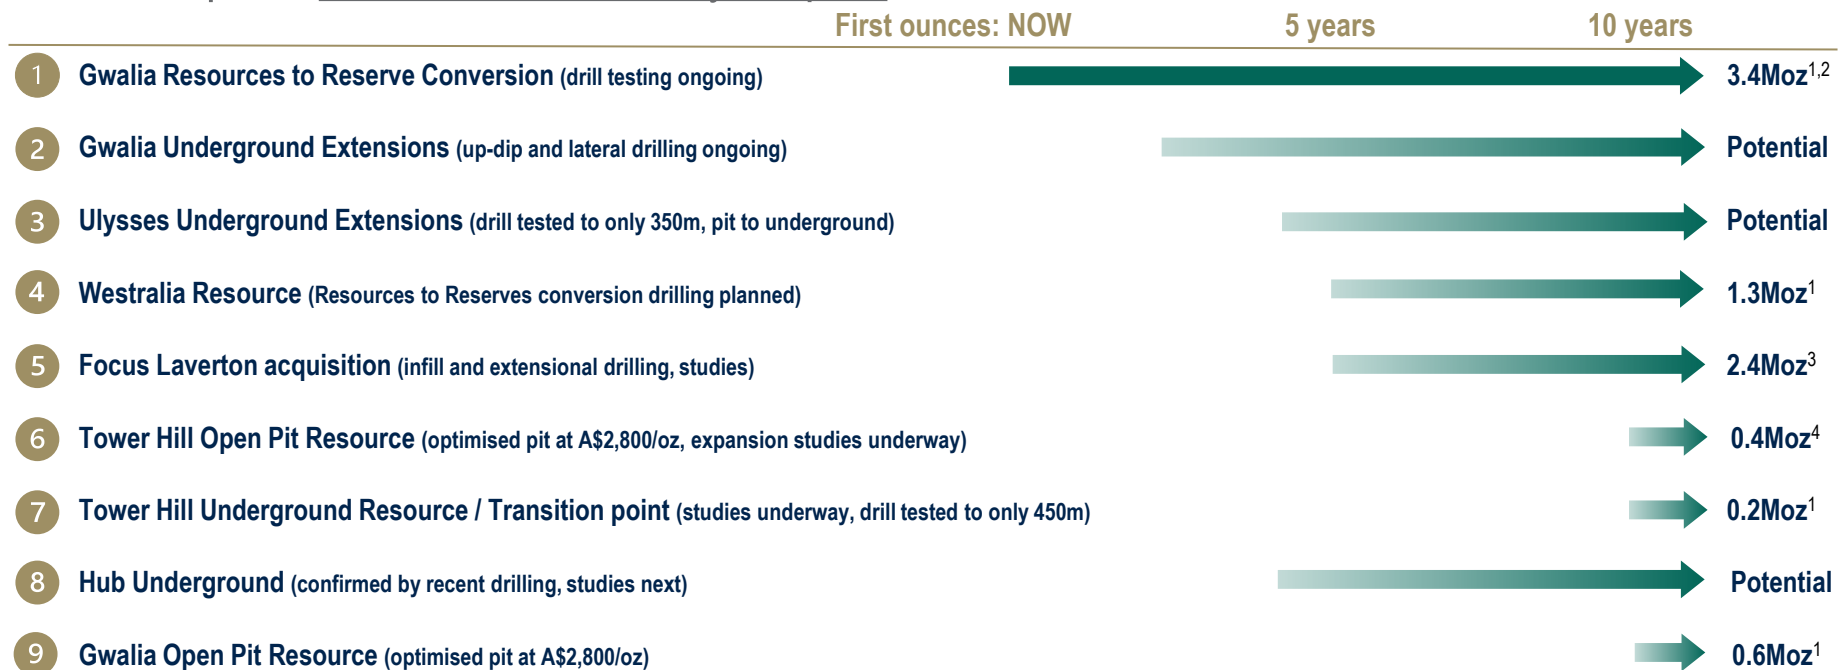 First ounces: NOW 5 years 10 years
1 Gwalia Resources to Reserve Conversion (drill testing ongoing) 3.4Moz1,2
2 Gwalia Underground Extensions (up-dip and lateral drilling ongoing) Potential
3 Ulysses Underground Extensions (drill tested to only 350m, pit to underground) Potential
4 Westralia Resource (Resources to Reserves conversion drilling planned) 1.3Moz1
5 Focus Laverton acquisition (infill and extensional drilling, studies) 2.4Moz3
6 Tower Hill Open Pit Resource (optimised pit at A$2,800/oz, expansion studies underway) 0.4Moz4
7 Tower Hill Underground Resource / Transition point (studies underway, drill tested to only 450m) 0.2Moz1
8 Hub Underground (confirmed by recent drilling, studies next) Potential
9 Gwalia Open Pit Resource (optimised pit at A$2,800/oz) 0.6Moz1